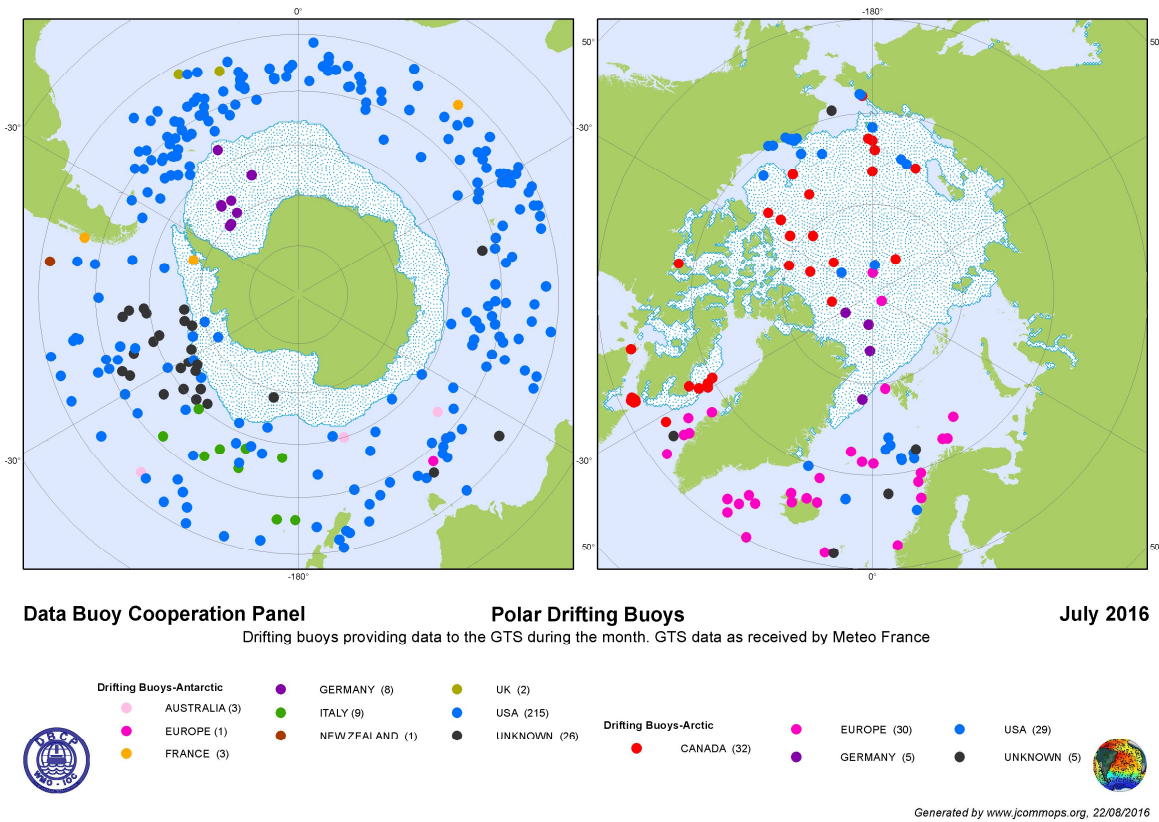 0°
-180°
50°
50
-30°
-30°
-30°
-30°
50°
50
-180°
0°
Data Buoy Cooperation Panel
Polar Drifting Buoys
July 2016
Drifting buoys providing data to the GTS during the month. GTS data as received by Meteo France
Drifting Buoys-Antarctic
AUSTRALIA (3)
EUROPE (1)
FRANCE (3)
GERMANY (8)
ITALY (9)
NEW ZEALAND (1)
UK (2)
USA (215)
UNKNOWN (26)
Drifting Buoys-Arctic
CANADA (32)
EUROPE (30)
GERMANY (5)
USA (29)
UNKNOWN (5)
DBCP
WMO - IOC
Generated by www.jcommops.org, 22/08/2016